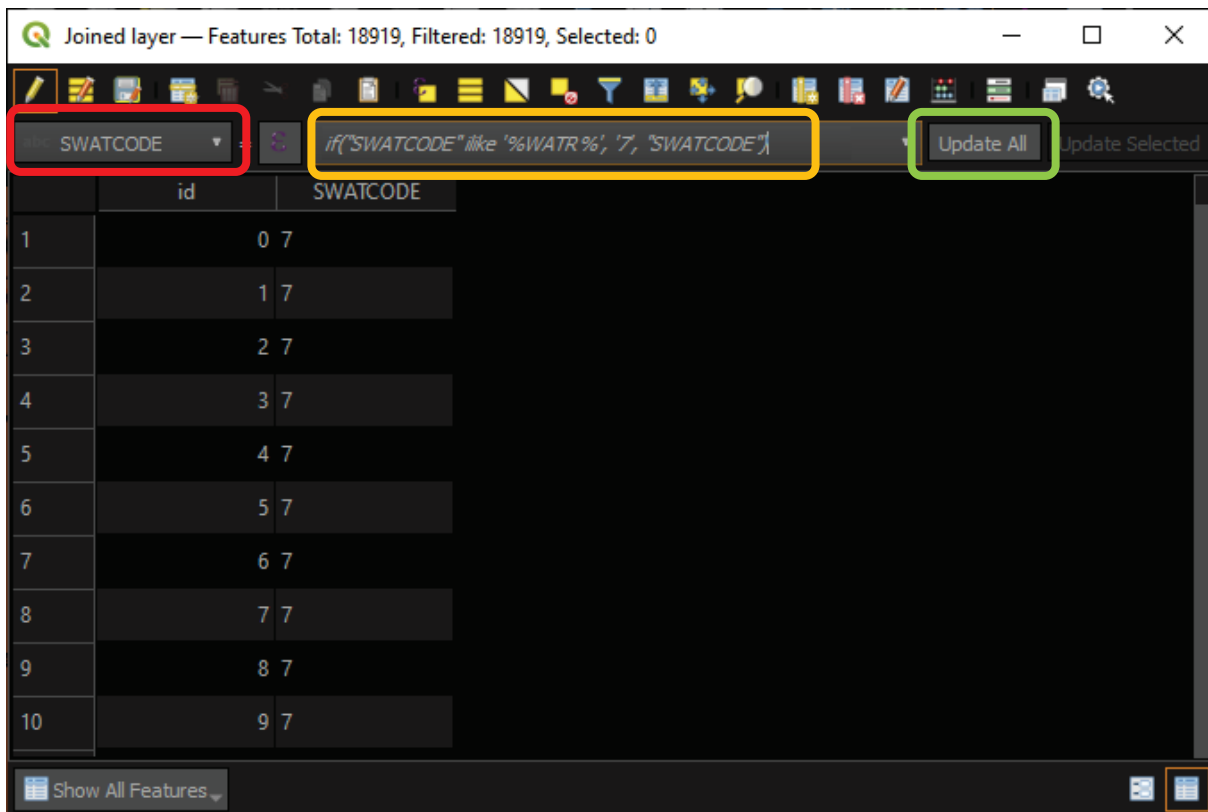 Joined layer — Features Total: 18919, Filtered: 18919, Selected: 0
abc SWATCODE = ε if("SWATCODE" ilike '%WATR%', '7', "SWATCODE") Update All Update Selected
id SWATCODE
1 0 7
2 1 7
3 2 7
4 3 7
5 4 7
6 5 7
7 6 7
8 7 7
9 8 7
10 9 7
Show All Features